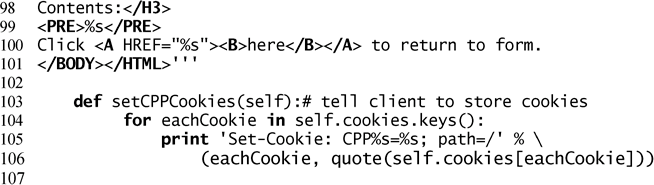 98 Contents:</H3>
99 <PRE>%s</PRE>
100 Click <A HREF="%s"><B>here</B></A> to return to form.
101 </BODY></HTML>'''
102
103 def setCPPCookies(self):# tell client to store cookies
104 for eachCookie in self.cookies.keys():
105 print 'Set-Cookie: CPP%s=%s; path=/' % \
106 (eachCookie, quote(self.cookies[eachCookie]))
107